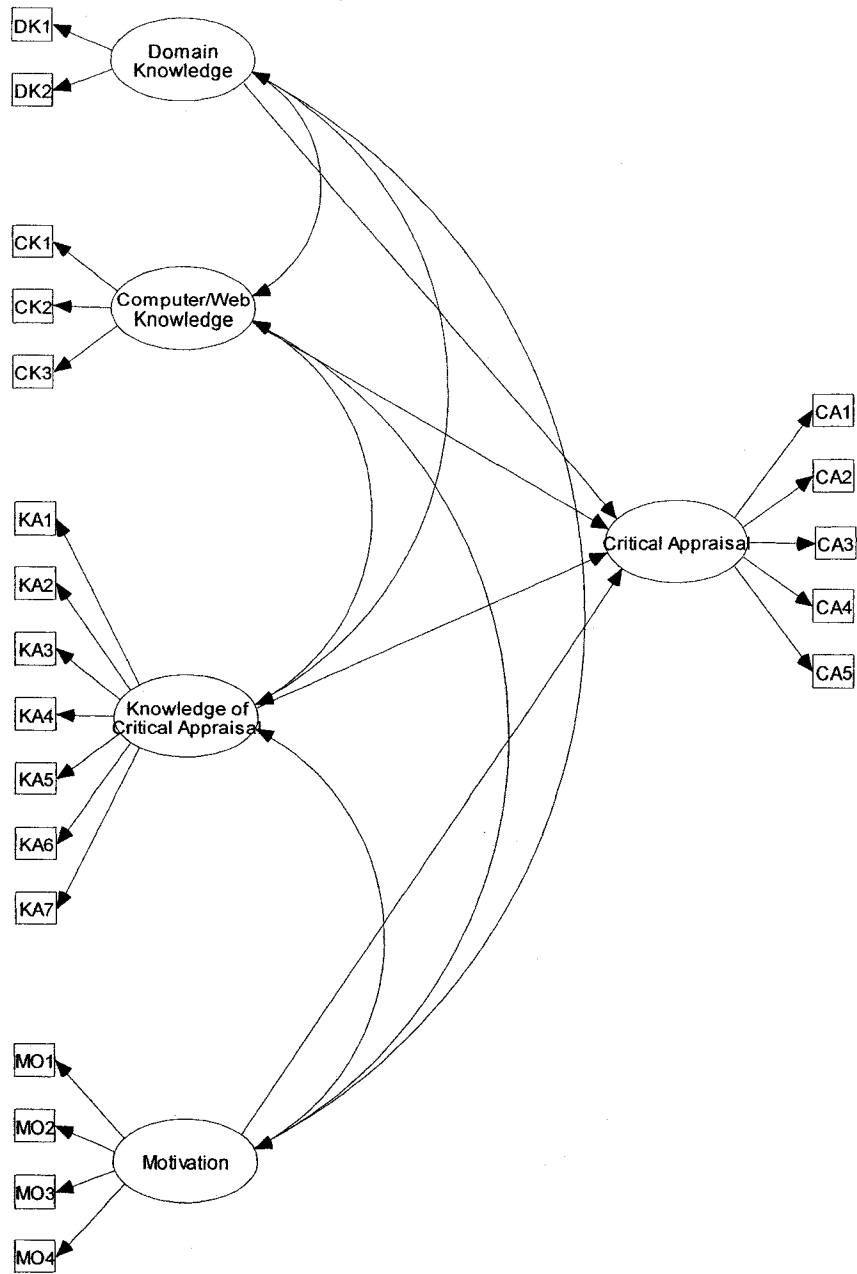 DK1
DK2
Domain
Knowledge
CK1
CK2
CK3
Computer/Web
Knowledge
KA1
KA2
KA3
KA4
KA5
KA6
KA7
Knowledge of
Critical Appraisal
MO1
MO2
MO3
MO4
Motivation
Critical Appraisal
CA1
CA2
CA3
CA4
CA5